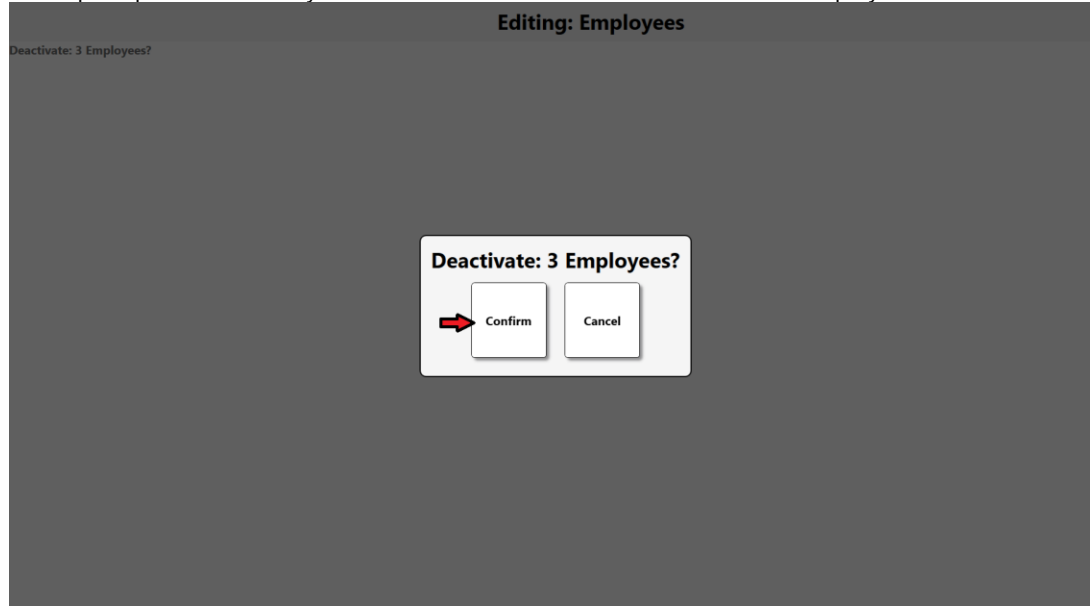 Editing: Employees
Deactivate: 3 Employees?
Deactivate: 3 Employees?
Confirm
Cancel